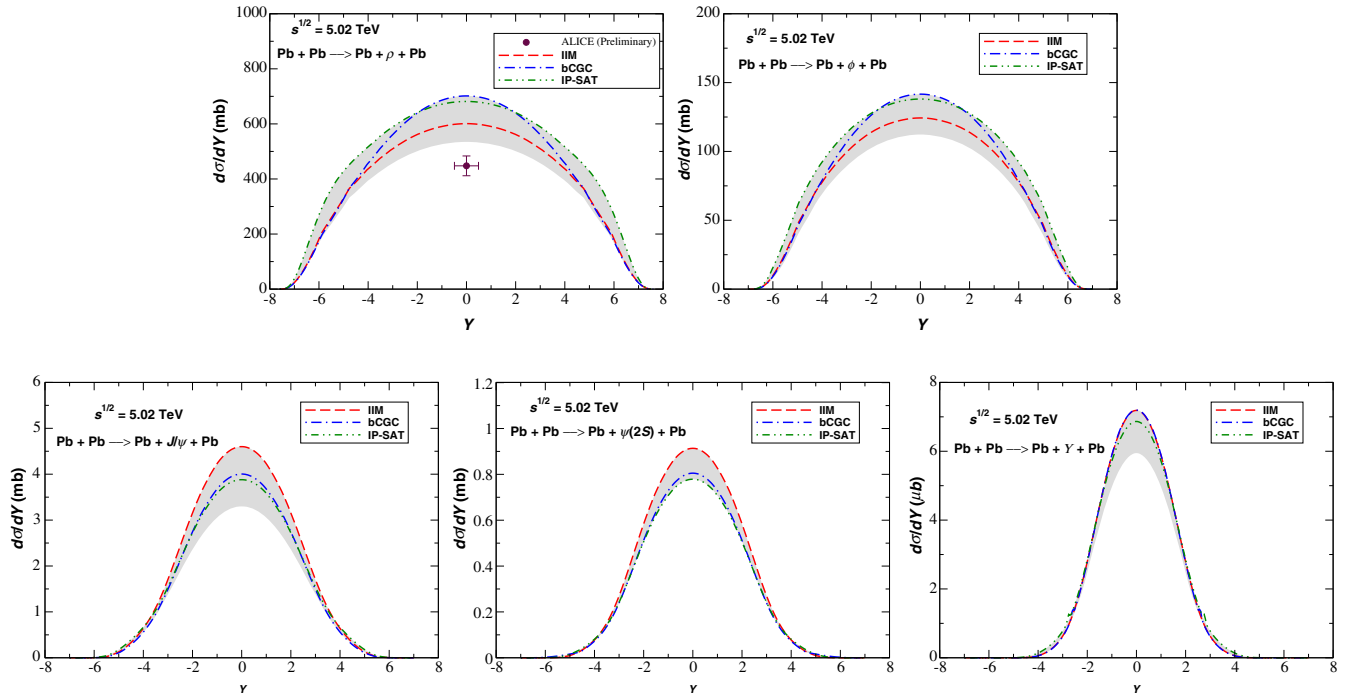 s^1/2 = 5.02 TeV
Pb + Pb —> Pb + ρ + Pb
ALICE (Preliminary)
IIM
bCGC
IP-SAT
dσ/dY (mb)
1000
800
600
400
200
0
-8 -6 -4 -2 0 2 4 6 8
Y
s^1/2 = 5.02 TeV
Pb + Pb —> Pb + ϕ + Pb
IIM
bCGC
IP-SAT
dσ/dY (mb)
200
150
100
50
0
-8 -6 -4 -2 0 2 4 6 8
Y
s^1/2 = 5.02 TeV
Pb + Pb —> Pb + J/ψ + Pb
IIM
bCGC
IP-SAT
dσ/dY (mb)
6
5
4
3
2
1
0
-8 -6 -4 -2 0 2 4 6 8
Y
s^1/2 = 5.02 TeV
Pb + Pb —> Pb + ψ(2S) + Pb
IIM
bCGC
IP-SAT
dσ/dY (mb)
1.2
1
0.8
0.6
0.4
0.2
0
-8 -6 -4 -2 0 2 4 6 8
Y
s^1/2 = 5.02 TeV
Pb + Pb —> Pb + Υ + Pb
IIM
bCGC
IP-SAT
dσ/dY (μb)
8
6
4
2
0
-8 -6 -4 -2 0 2 4 6 8
Y